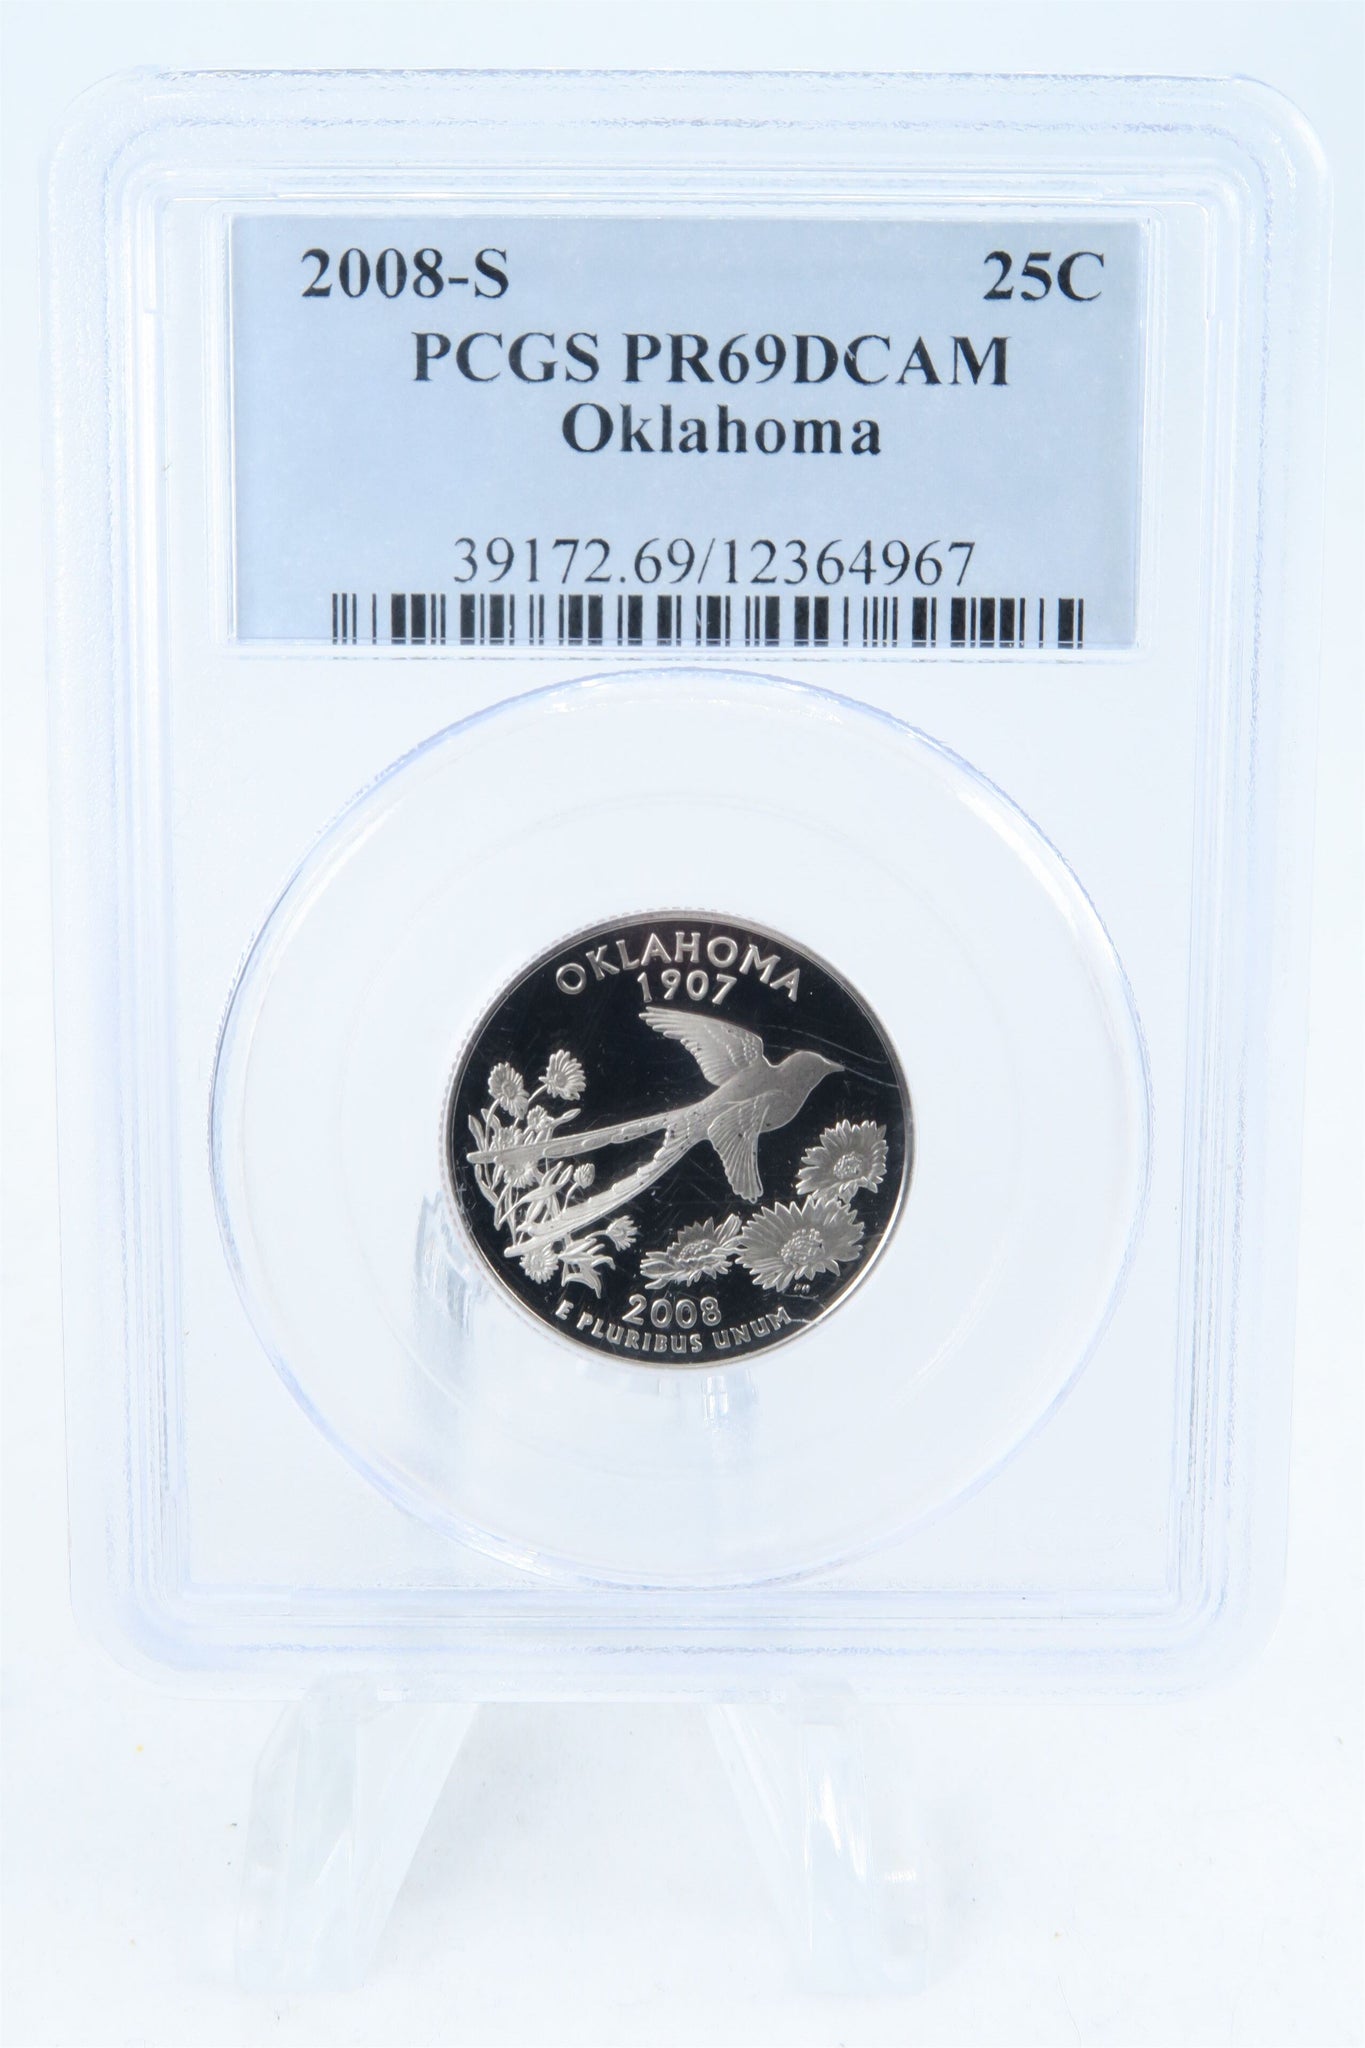 2008-S 25C
PCGS PR69DCAM
Oklahoma
39172.69/12364967
OKLAHOMA
1907
2008
E PLURIBUS UNUM